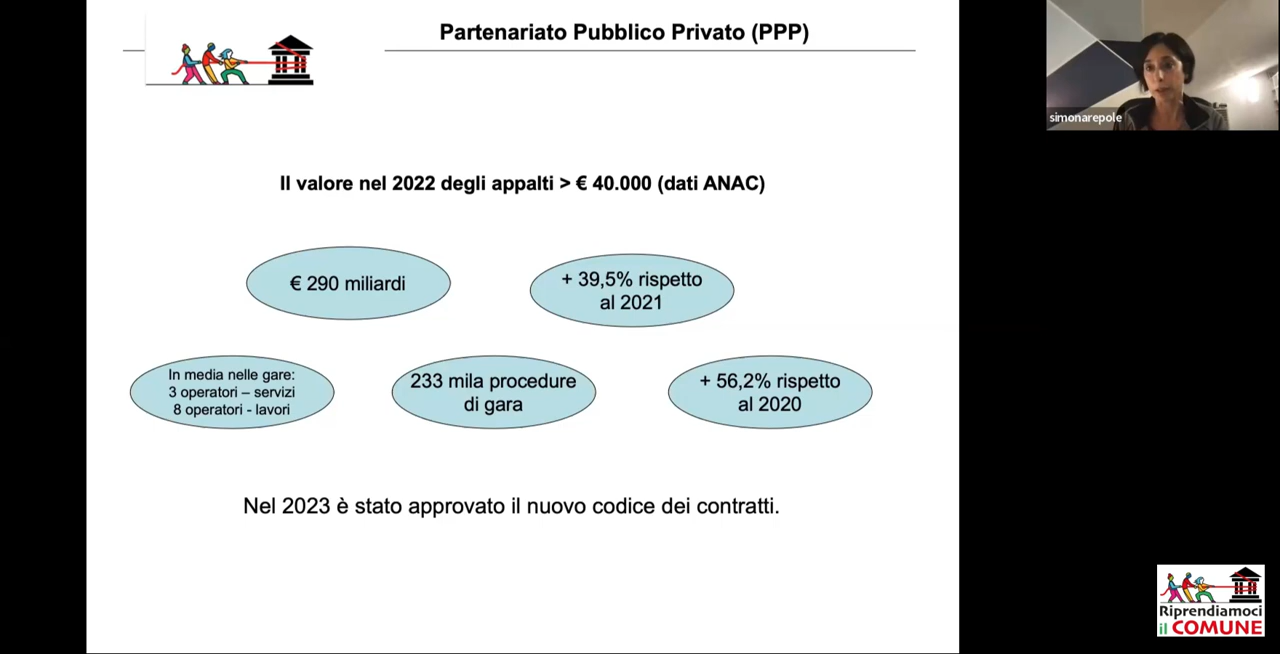 Partenariato Pubblico Privato (PPP)
simonarepole
Il valore nel 2022 degli appalti > € 40.000 (dati ANAC)
€ 290 miliardi
+ 39,5% rispetto
al 2021
In media nelle gare:
3 operatori – servizi
8 operatori - lavori
233 mila procedure
di gara
+ 56,2% rispetto
al 2020
Nel 2023 è stato approvato il nuovo codice dei contratti.
Riprendiamoci
il COMUNE